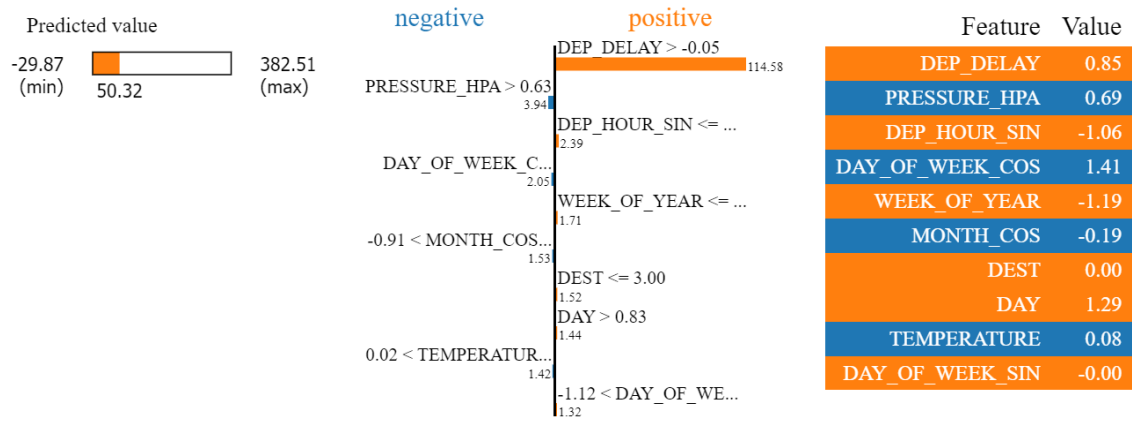 Predicted value
-29.87
(min)
50.32
382.51
(max)
negative
positive
DEP_DELAY > -0.05
114.58
PRESSURE_HPA > 0.63
3.94
DEP_HOUR_SIN <= ...
2.39
DAY_OF_WEEK_C...
2.05
WEEK_OF_YEAR <= ...
1.71
-0.91 < MONTH_COS...
1.53
DEST <= 3.00
1.52
DAY > 0.83
1.44
0.02 < TEMPERATUR...
1.42
-1.12 < DAY_OF_WE...
1.32
Feature Value
DEP_DELAY 0.85
PRESSURE_HPA 0.69
DEP_HOUR_SIN -1.06
DAY_OF_WEEK_COS 1.41
WEEK_OF_YEAR -1.19
MONTH_COS -0.19
DEST 0.00
DAY 1.29
TEMPERATURE 0.08
DAY_OF_WEEK_SIN -0.00